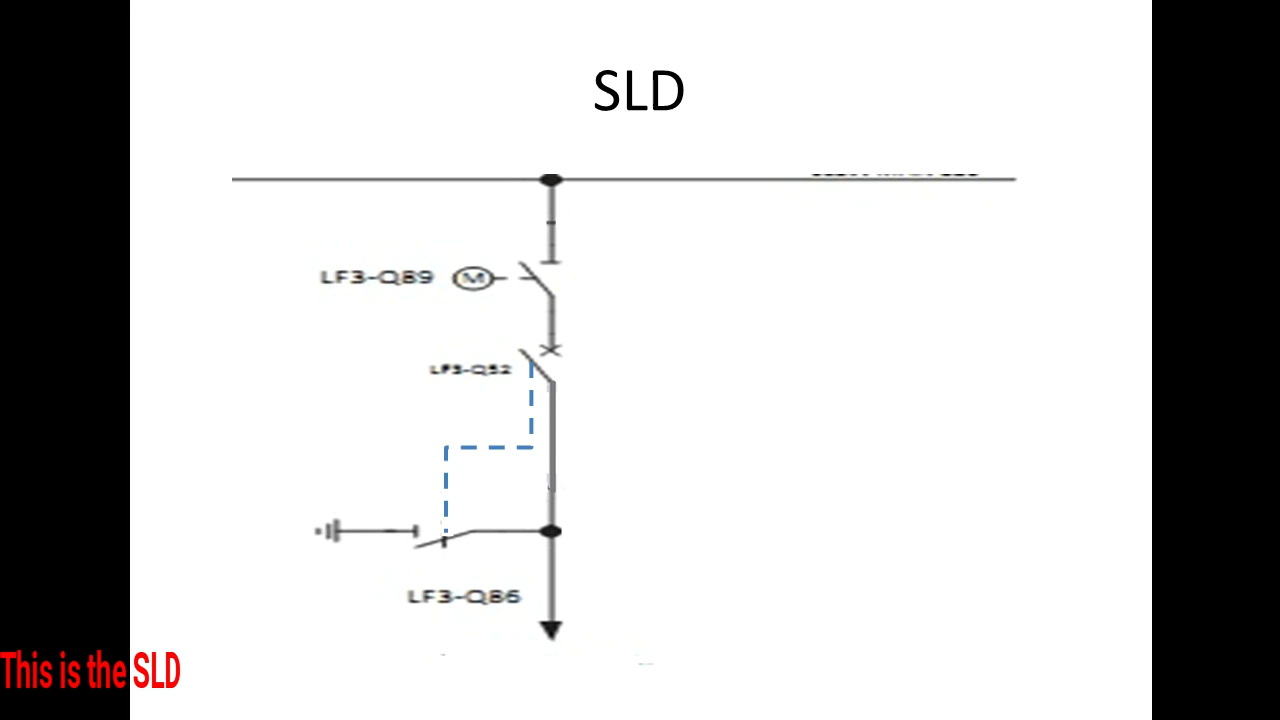 SLD
LF3-Q89
M
LF3-Q52
LF3-Q86
This is the SLD